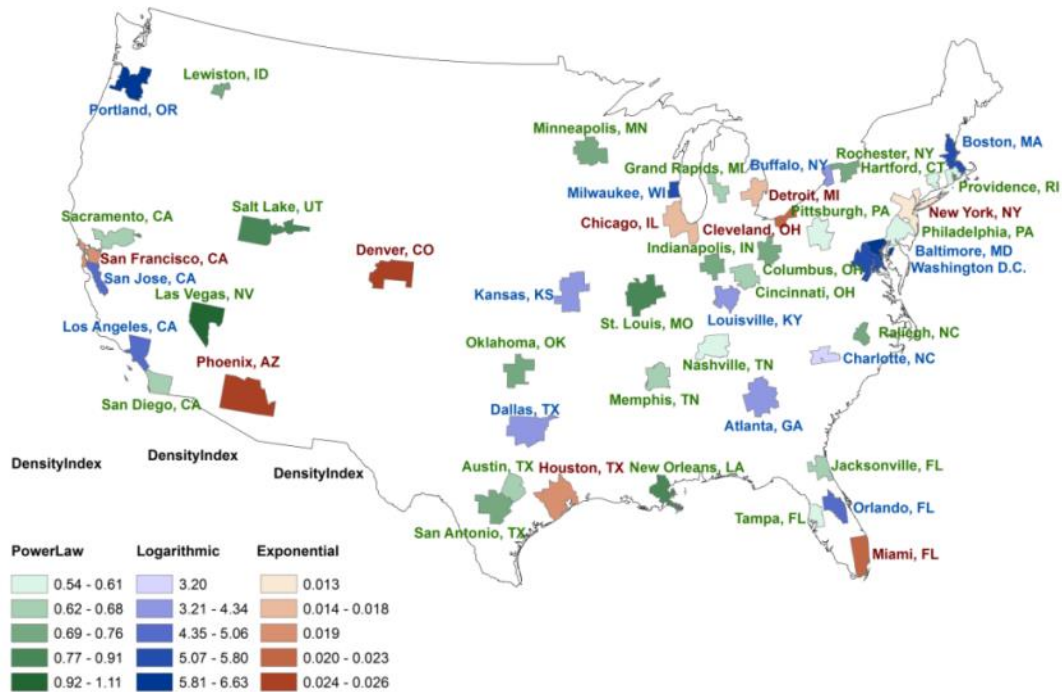 Lewiston, ID
Portland, OR
Minneapolis, MN
Boston, MA
Rochester, NY
Buffalo, NY
Hartford, CT
Grand Rapids, MI
Milwaukee, WI
Detroit, MI
Providence, RI
Sacramento, CA
Salt Lake, UT
Pittsburgh, PA
New York, NY
Chicago, IL
Cleveland, OH
Philadelphia, PA
Denver, CO
Indianapolis, IN
Baltimore, MD
San Francisco, CA
Columbus, OH
Washington D.C.
San Jose, CA
Las Vegas, NV
Kansas, KS
Cincinnati, OH
St. Louis, MO
Louisville, KY
Los Angeles, CA
Raliegh, NC
Oklahoma, OK
Phoenix, AZ
Nashville, TN
Charlotte, NC
San Diego, CA
Memphis, TN
Dallas, TX
Atlanta, GA
DensityIndex
DensityIndex
DensityIndex
Austin, TX
Houston, TX
New Orleans, LA
Jacksonville, FL
San Antonio, TX
Tampa, FL
Orlando, FL
Miami, FL
PowerLaw
0.54 - 0.61
0.62 - 0.68
0.69 - 0.76
0.77 - 0.91
0.92 - 1.11
Logarithmic
3.20
3.21 - 4.34
4.35 - 5.06
5.07 - 5.80
5.81 - 6.63
Exponential
0.013
0.014 - 0.018
0.019
0.020 - 0.023
0.024 - 0.026